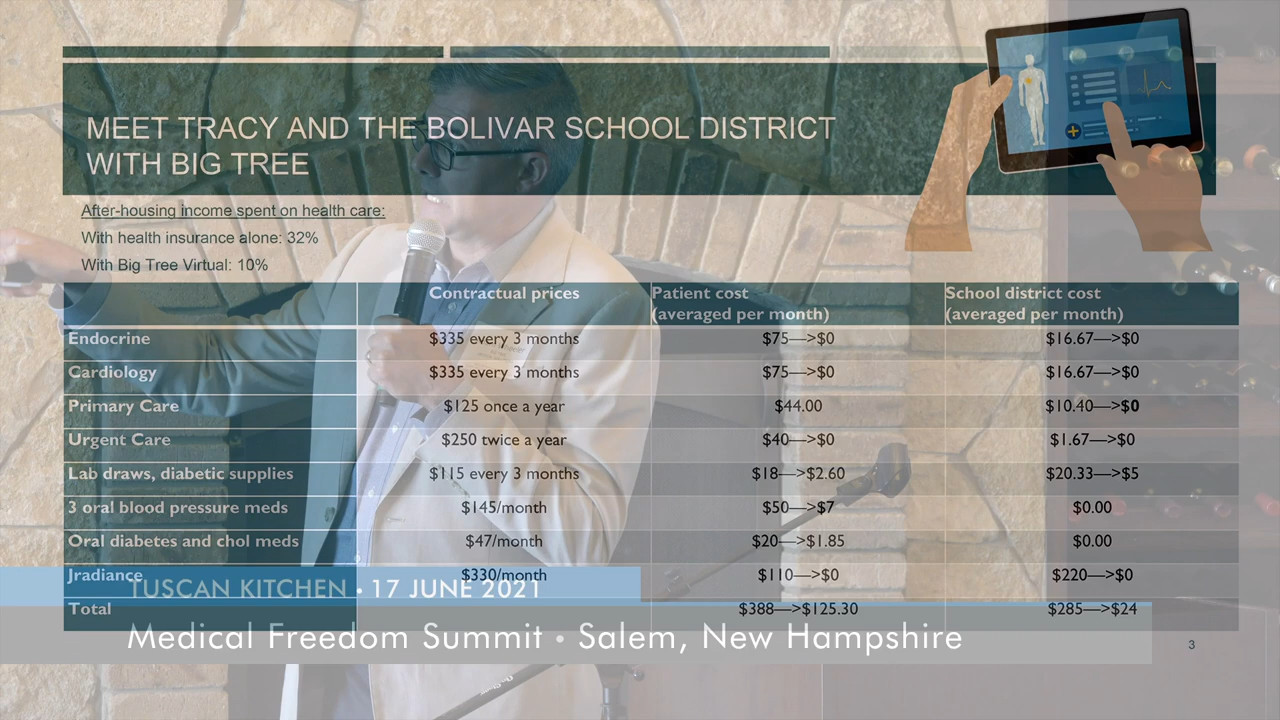 MEET TRACY AND THE BOLIVAR SCHOOL DISTRICT
WITH BIG TREE
After-housing income spent on health care:
With health insurance alone: 32%
With Big Tree Virtual: 10%
Contractual prices Patient cost (averaged per month) School district cost (averaged per month)
Endocrine $335 every 3 months $75—>$0 $16.67—>$0
Cardiology $335 every 3 months $75—>$0 $16.67—>$0
Primary Care $125 once a year $44.00 $10.40—>$0
Urgent Care $250 twice a year $40—>$0 $1.67—>$0
Lab draws, diabetic supplies $115 every 3 months $18—>$2.60 $20.33—>$5
3 oral blood pressure meds $145/month $50—>$7 $0.00
Oral diabetes and chol meds $47/month $20—>$1.85 $0.00
Jradiance $330/month $110—>$0 $220—>$0
TUSCAN KITCHEN • 17 JUNE 2021
Total $388—>$125.30 $285—>$24
Medical Freedom Summit • Salem, New Hampshire
3